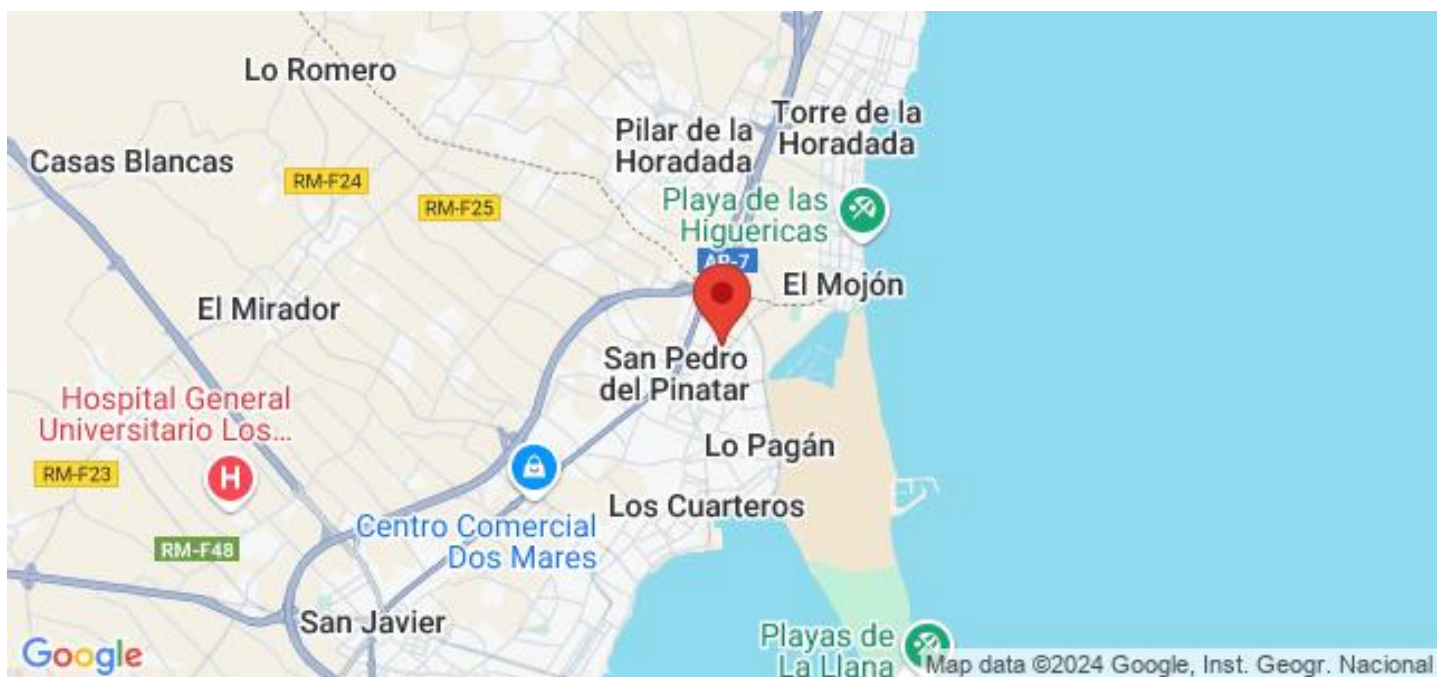 Lo Romero
Casas Blancas
RM-F24
RM-F25
Pilar de la
Horadada
Torre de la
Horadada
Playa de las
Higuericas
AP-7
El Mojón
El Mirador
San Pedro
del Pinatar
Hospital General
Universitario Los...
RM-F23
H
Lo Pagán
Los Cuarteros
Centro Comercial
Dos Mares
RM-F48
San Javier
Playas de
La Llana
Google
Map data ©2024 Google, Inst. Geogr. Nacional